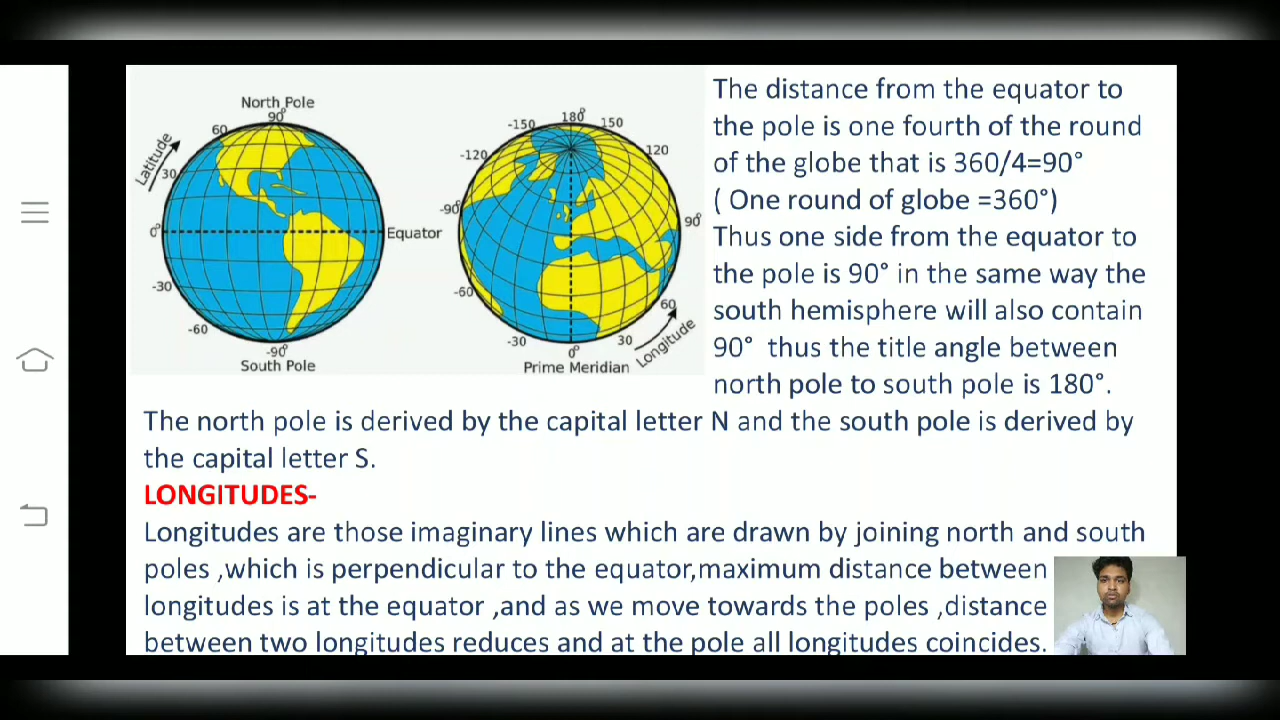 North Pole
90°
60
Latitude
30
0°
Equator
-30
-60
-90°
South Pole
180°
-150
150
-120
120
-90
90°
-60
60
-30
30
0°
Longitude
Prime Meridian
The distance from the equator to
the pole is one fourth of the round
of the globe that is 360/4=90°
( One round of globe =360°)
Thus one side from the equator to
the pole is 90° in the same way the
south hemisphere will also contain
90° thus the title angle between
north pole to south pole is 180°.
The north pole is derived by the capital letter N and the south pole is derived by
the capital letter S.
LONGITUDES-
Longitudes are those imaginary lines which are drawn by joining north and south
poles ,which is perpendicular to the equator,maximum distance between
longitudes is at the equator ,and as we move towards the poles ,distance
between two longitudes reduces and at the pole all longitudes coincides.